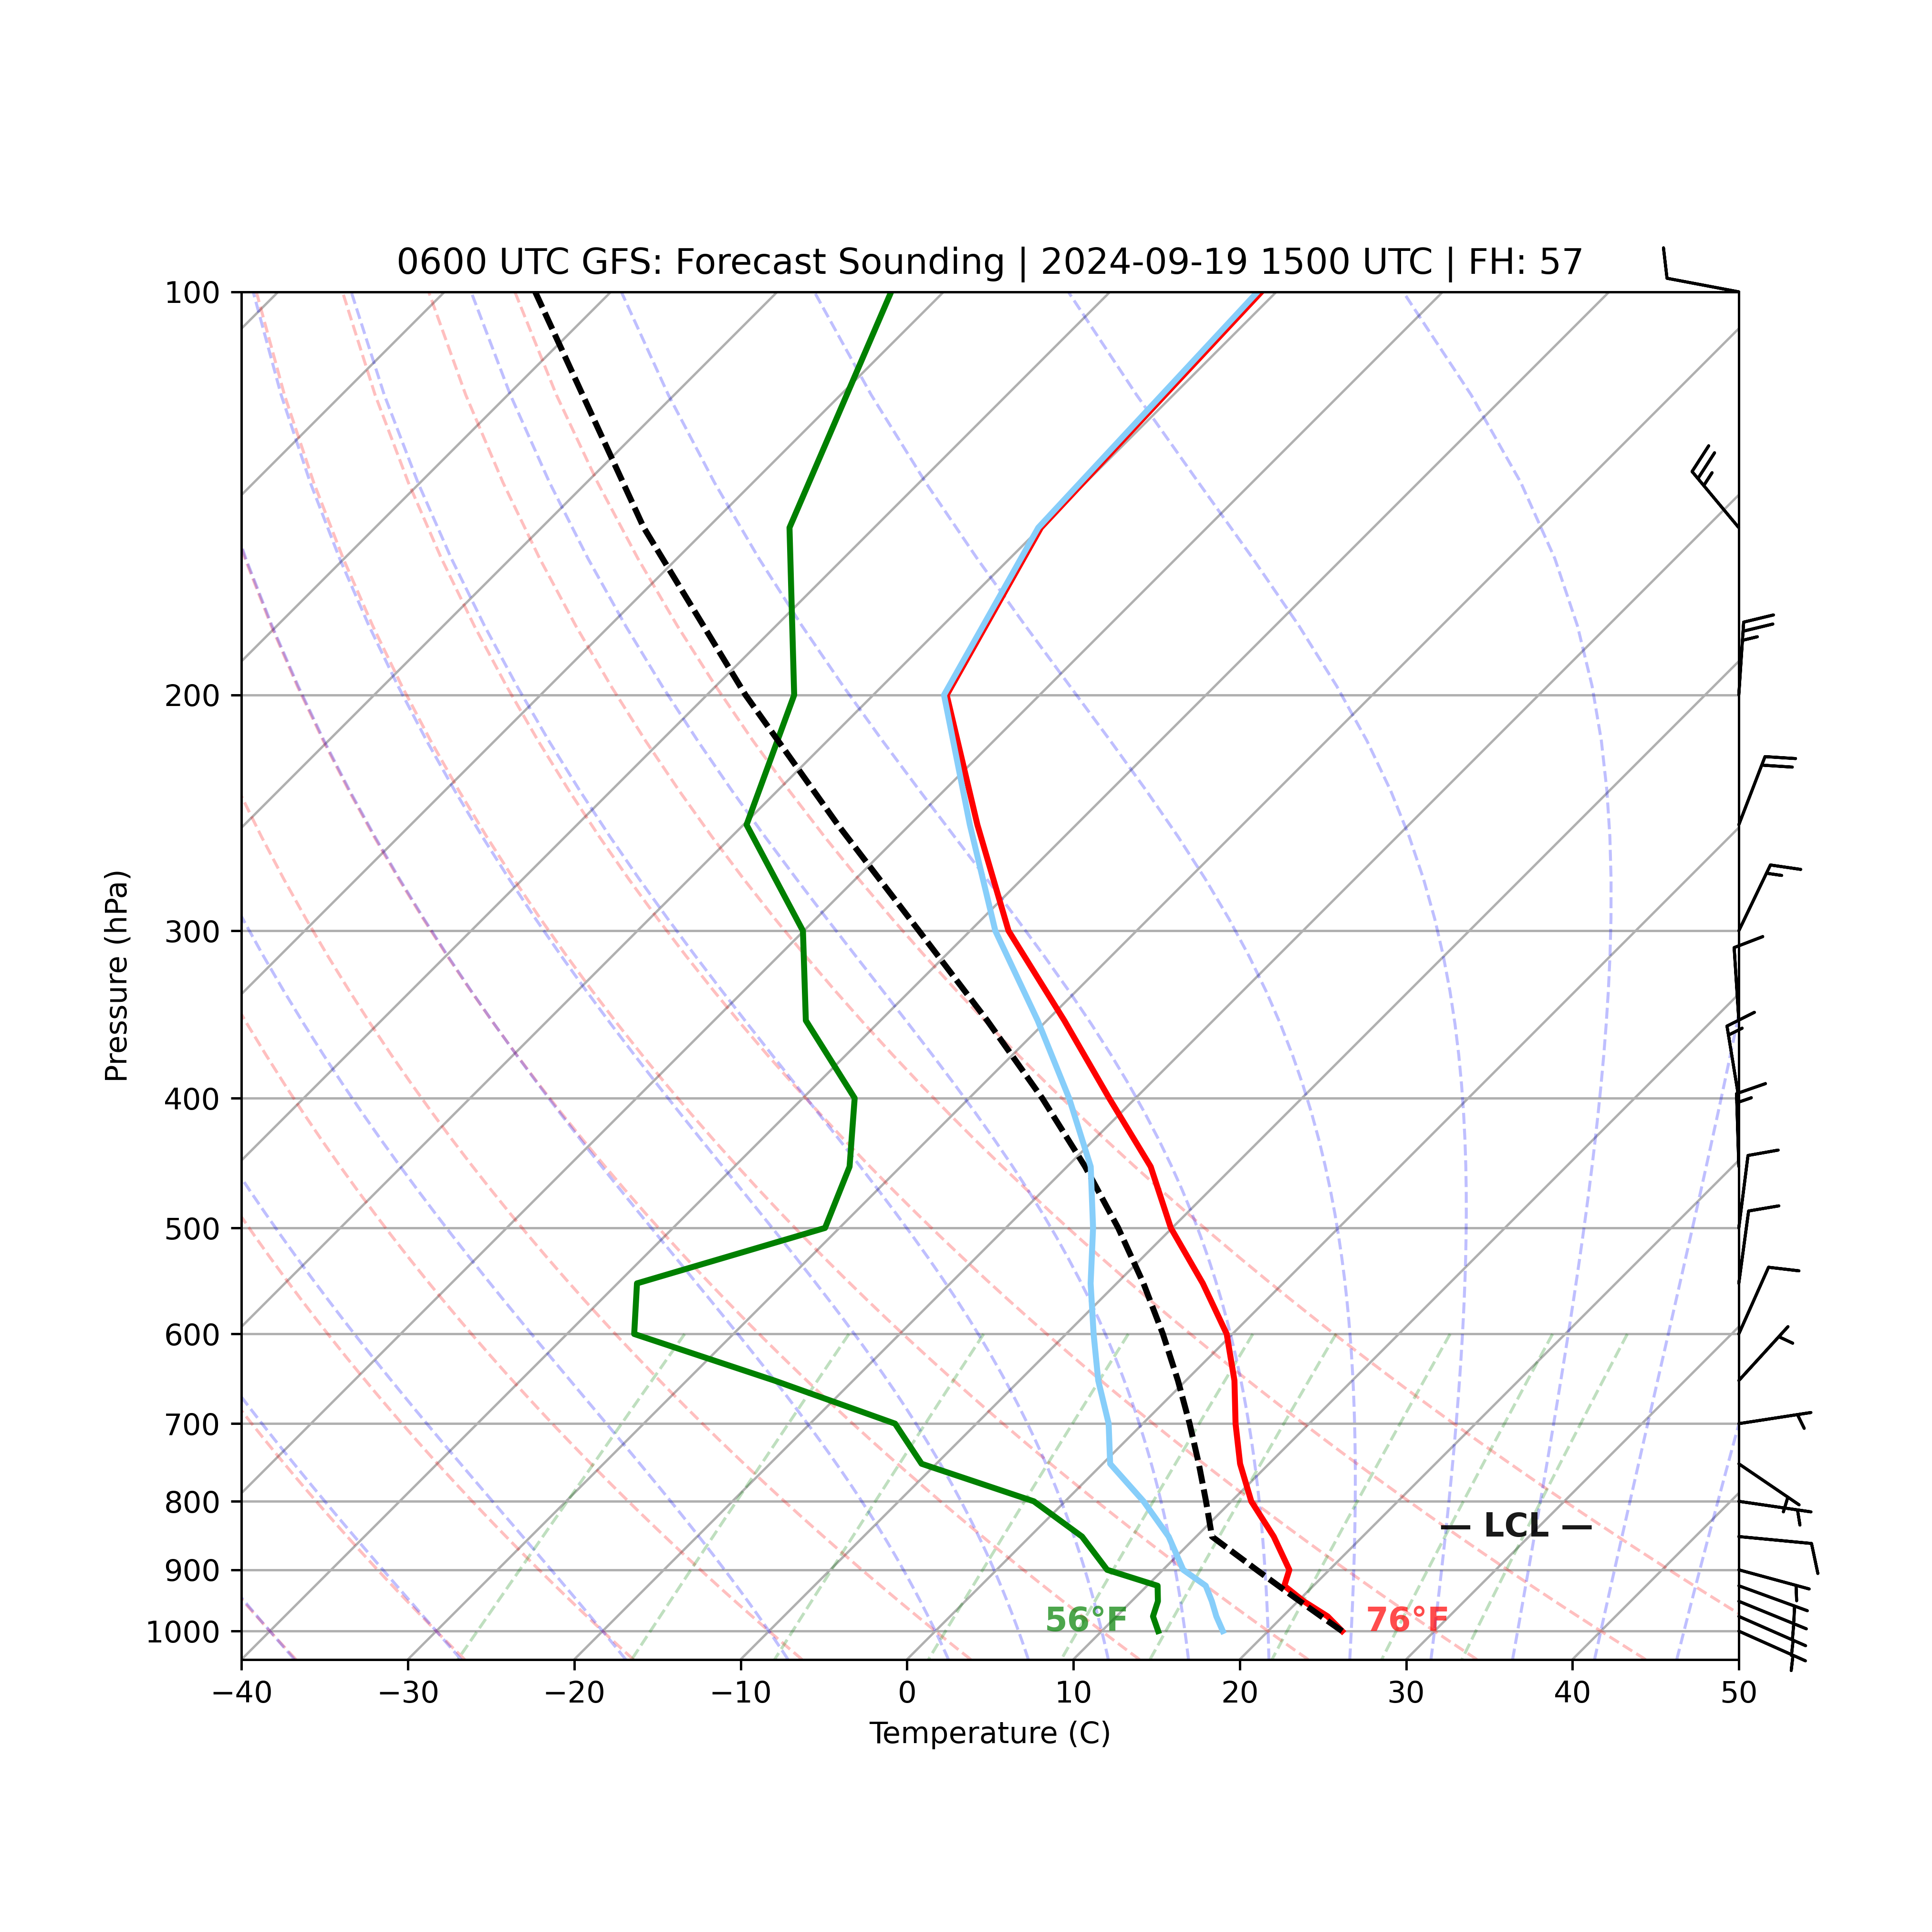 0600 UTC GFS: Forecast Sounding | 2024-09-19 1500 UTC | FH: 57
100
200
300
400
500
600
700
800
900
1000
Pressure (hPa)
— LCL —
56°F
76°F
−40 −30 −20 −10 0 10 20 30 40 50
Temperature (C)